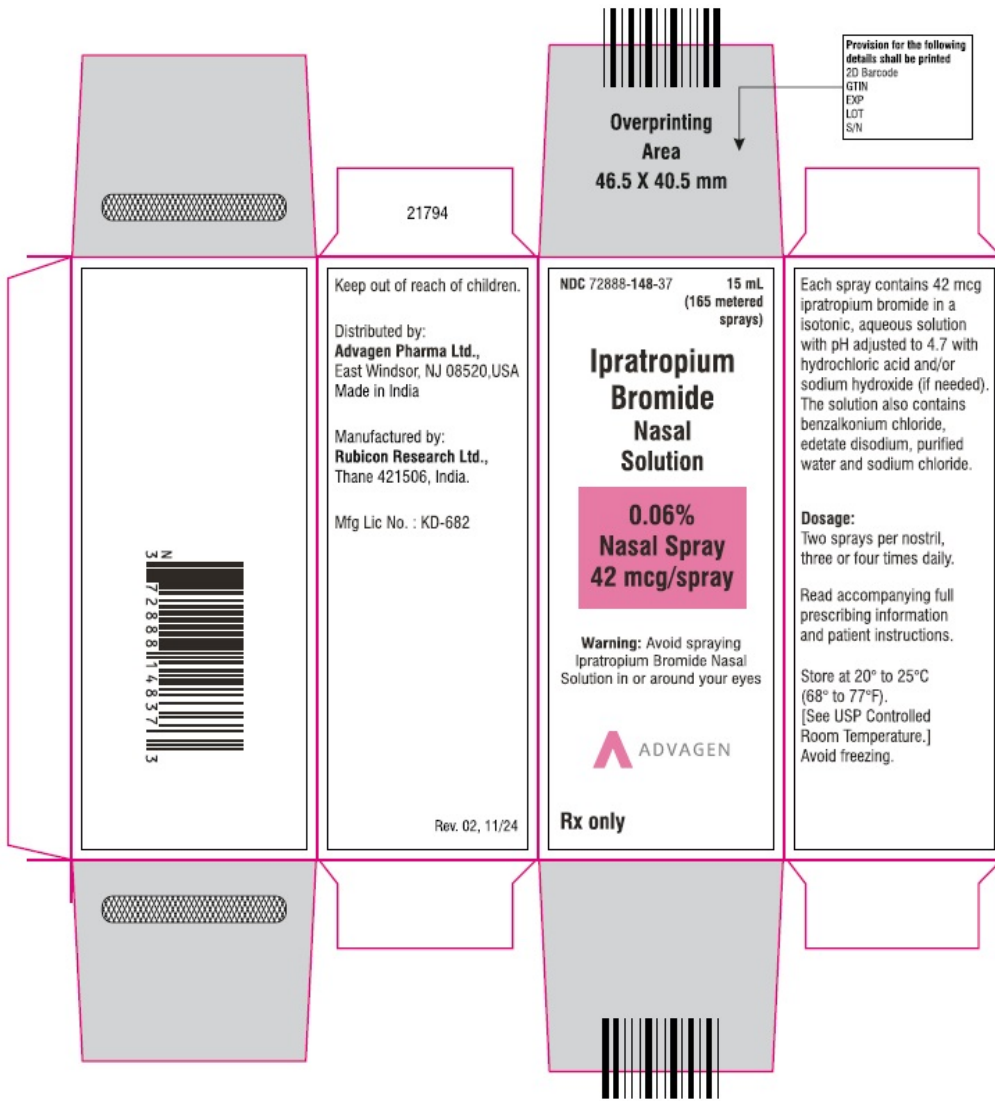 Provision for the following
details shall be printed
2D Barcode
GTIN
EXP
LOT
S/N
Overprinting
Area
46.5 X 40.5 mm
21794
N
3
72888
14837
3
Keep out of reach of children.
Distributed by:
Advagen Pharma Ltd.,
East Windsor, NJ 08520,USA
Made in India
Manufactured by:
Rubicon Research Ltd.,
Thane 421506, India.
Mfg Lic No. : KD-682
Rev. 02, 11/24
NDC 72888-148-37
15 mL
(165 metered
sprays)
Ipratropium
Bromide
Nasal
Solution
0.06%
Nasal Spray
42 mcg/spray
Warning: Avoid spraying
Ipratropium Bromide Nasal
Solution in or around your eyes
ADVAGEN
Rx only
Each spray contains 42 mcg
ipratropium bromide in a
isotonic, aqueous solution
with pH adjusted to 4.7 with
hydrochloric acid and/or
sodium hydroxide (if needed).
The solution also contains
benzalkonium chloride,
edetate disodium, purified
water and sodium chloride.
Dosage:
Two sprays per nostril,
three or four times daily.
Read accompanying full
prescribing information
and patient instructions.
Store at 20° to 25°C
(68° to 77°F).
[See USP Controlled
Room Temperature.]
Avoid freezing.